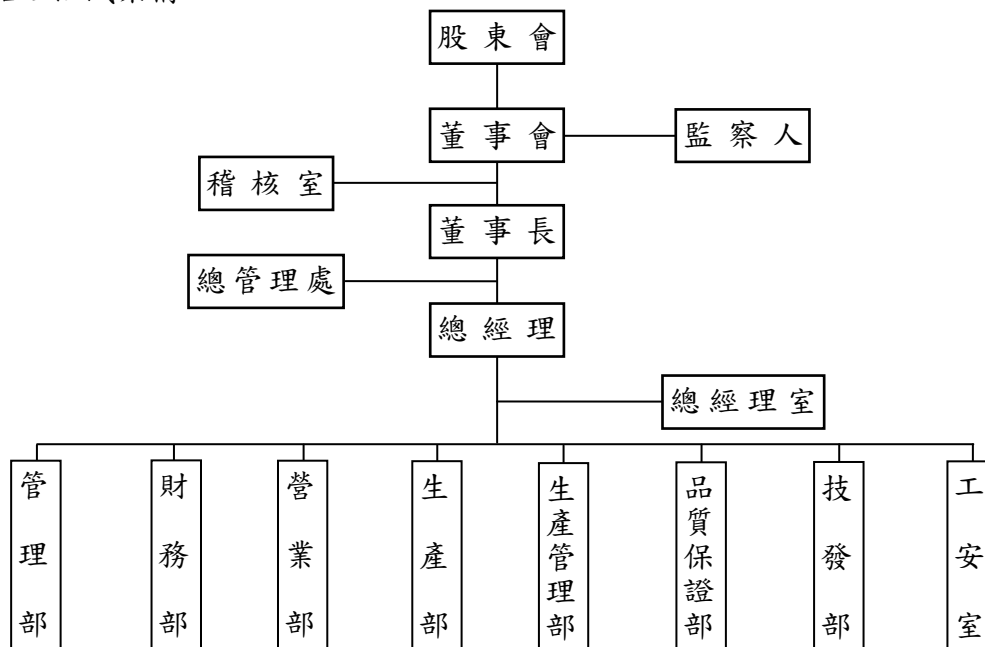 股東會
董事會
監察人
稽核室
董事長
總管理處
總經理
總經理室
管理部
財務部
營業部
生產部
生產管理部
品質保證部
技發部
工安室